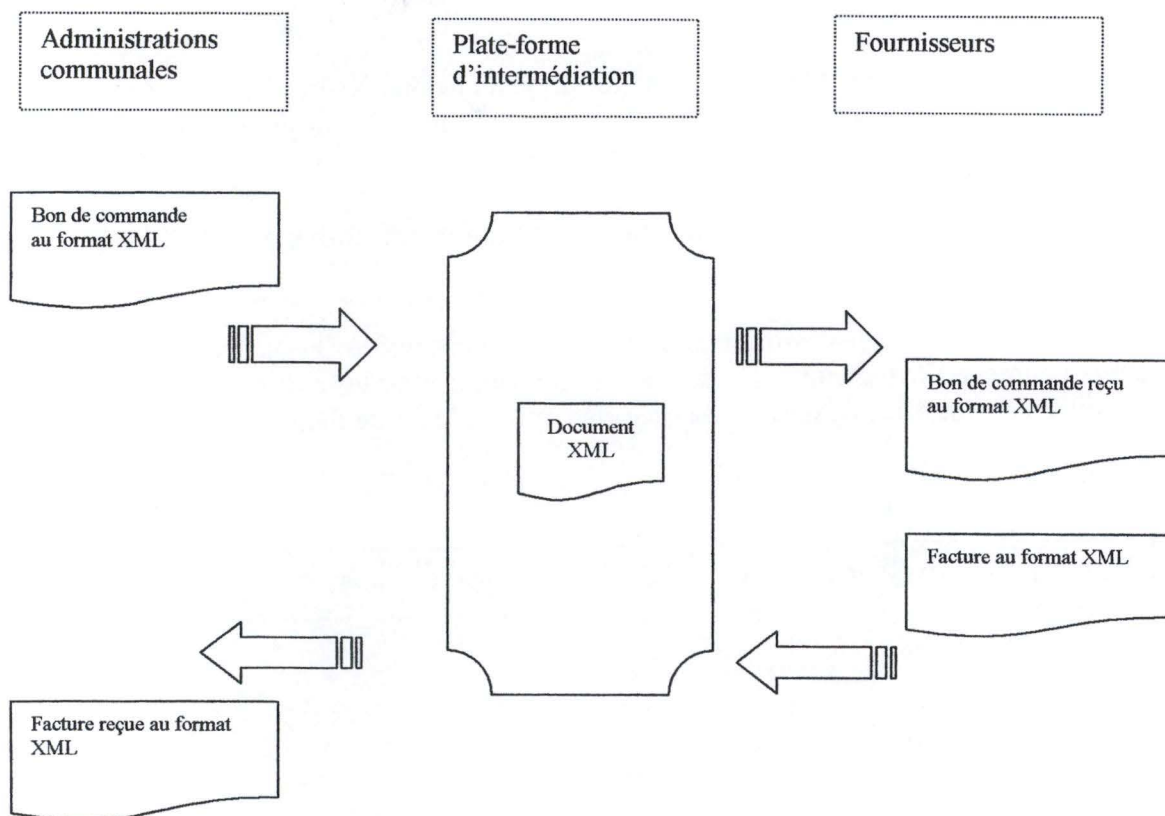 Administrations
communales
Plate-forme
d'intermédiation
Fournisseurs
Bon de commande
au format XML
Bon de commande reçu
au format XML
Document
XML
Facture au format XML
Facture reçue au format
XML